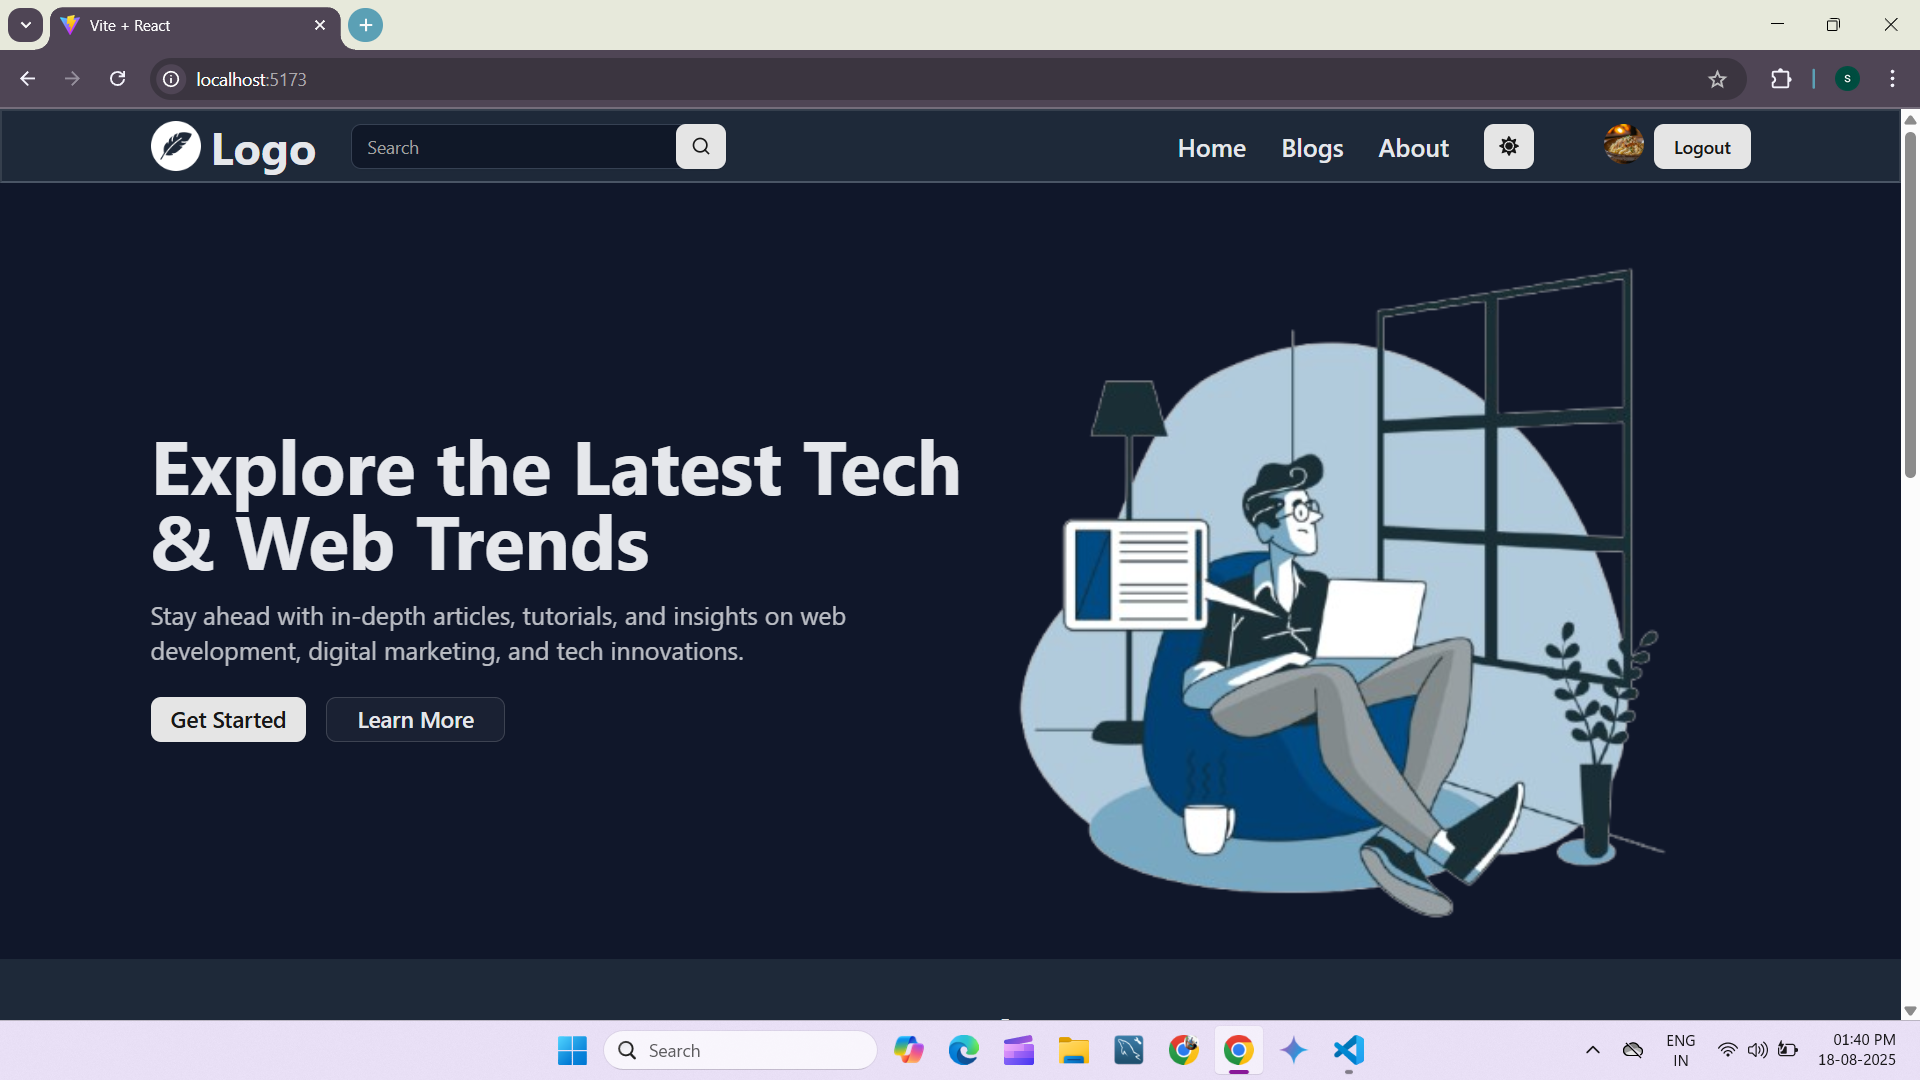 Vite + React
localhost:5173
Logo
Search
Home
Blogs
About
Logout
Explore the Latest Tech
& Web Trends
Stay ahead with in-depth articles, tutorials, and insights on web
development, digital marketing, and tech innovations.
Get Started
Learn More
Search
ENG
IN
01:40 PM
18-08-2025
S